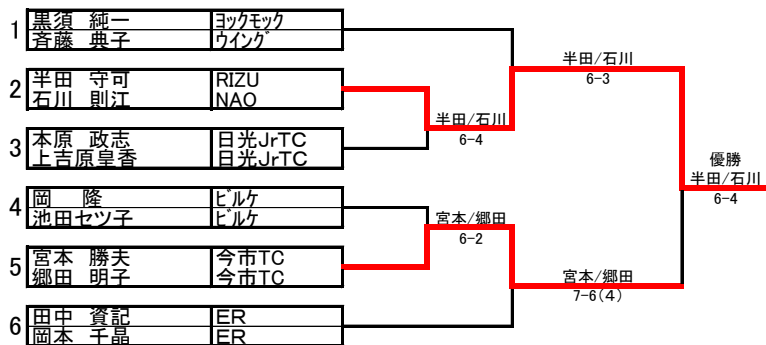 1 黒須 純一 ヨックモック
斉藤 典子 ウイング
2 半田 守可 RIZU
石川 則江 NAO
3 本原 政志 日光JrTC
上吉原皇香 日光JrTC
4 岡 隆 ビルケ
池田セツ子 ビルケ
5 宮本 勝夫 今市TC
郷田 明子 今市TC
6 田中 資記 ER
岡本 千晶 ER
半田/石川
6-4
宮本/郷田
6-2
半田/石川
6-3
宮本/郷田
7-6(4)
優勝
半田/石川
6-4